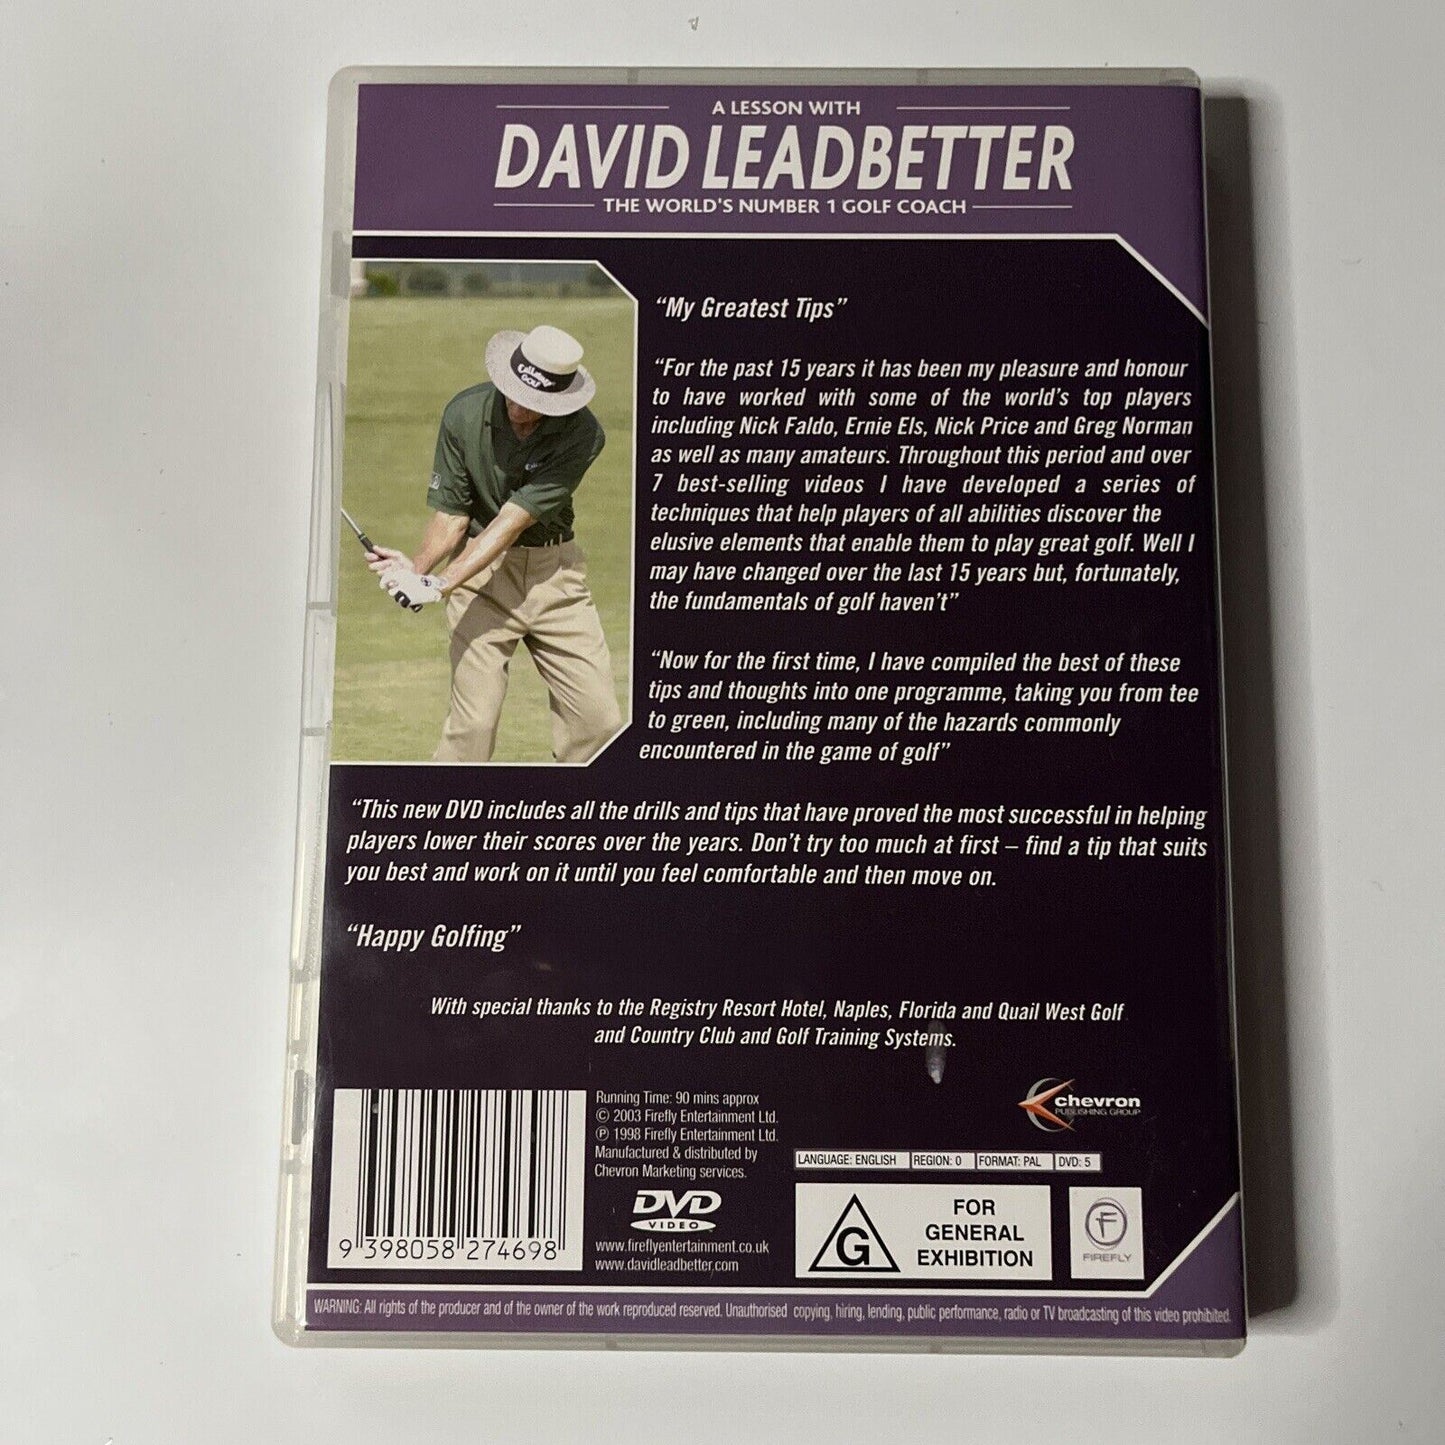 A LESSON WITH
DAVID LEADBETTER
THE WORLD'S NUMBER 1 GOLF COACH
Callaway
GOLF
“My Greatest Tips”
“For the past 15 years it has been my pleasure and honour
to have worked with some of the world's top players
including Nick Faldo, Ernie Els, Nick Price and Greg Norman
as well as many amateurs. Throughout this period and over
7 best-selling videos I have developed a series of
techniques that help players of all abilities discover the
elusive elements that enable them to play great golf. Well I
may have changed over the last 15 years but, fortunately,
the fundamentals of golf haven't”
“Now for the first time, I have compiled the best of these
tips and thoughts into one programme, taking you from tee
to green, including many of the hazards commonly
encountered in the game of golf”
“This new DVD includes all the drills and tips that have proved the most successful in helping
players lower their scores over the years. Don't try too much at first – find a tip that suits
you best and work on it until you feel comfortable and then move on.
“Happy Golfing”
With special thanks to the Registry Resort Hotel, Naples, Florida and Quail West Golf
and Country Club and Golf Training Systems.
Running Time: 90 mins approx
© 2003 Firefly Entertainment Ltd.
℗ 1998 Firefly Entertainment Ltd.
Manufactured & distributed by
Chevron Marketing services.
DVD
VIDEO
www.fireflyentertainment.co.uk
www.davidleadbetter.com
9 398058 274698
chevron
PUBLISHING GROUP
LANGUAGE: ENGLISH REGION: 0 FORMAT: PAL DVD: 5
G
FOR
GENERAL
EXHIBITION
F
FIREFLY
WARNING: All rights of the producer and of the owner of the work reproduced reserved. Unauthorised copying, hiring, lending, public performance, radio or TV broadcasting of this video prohibited.